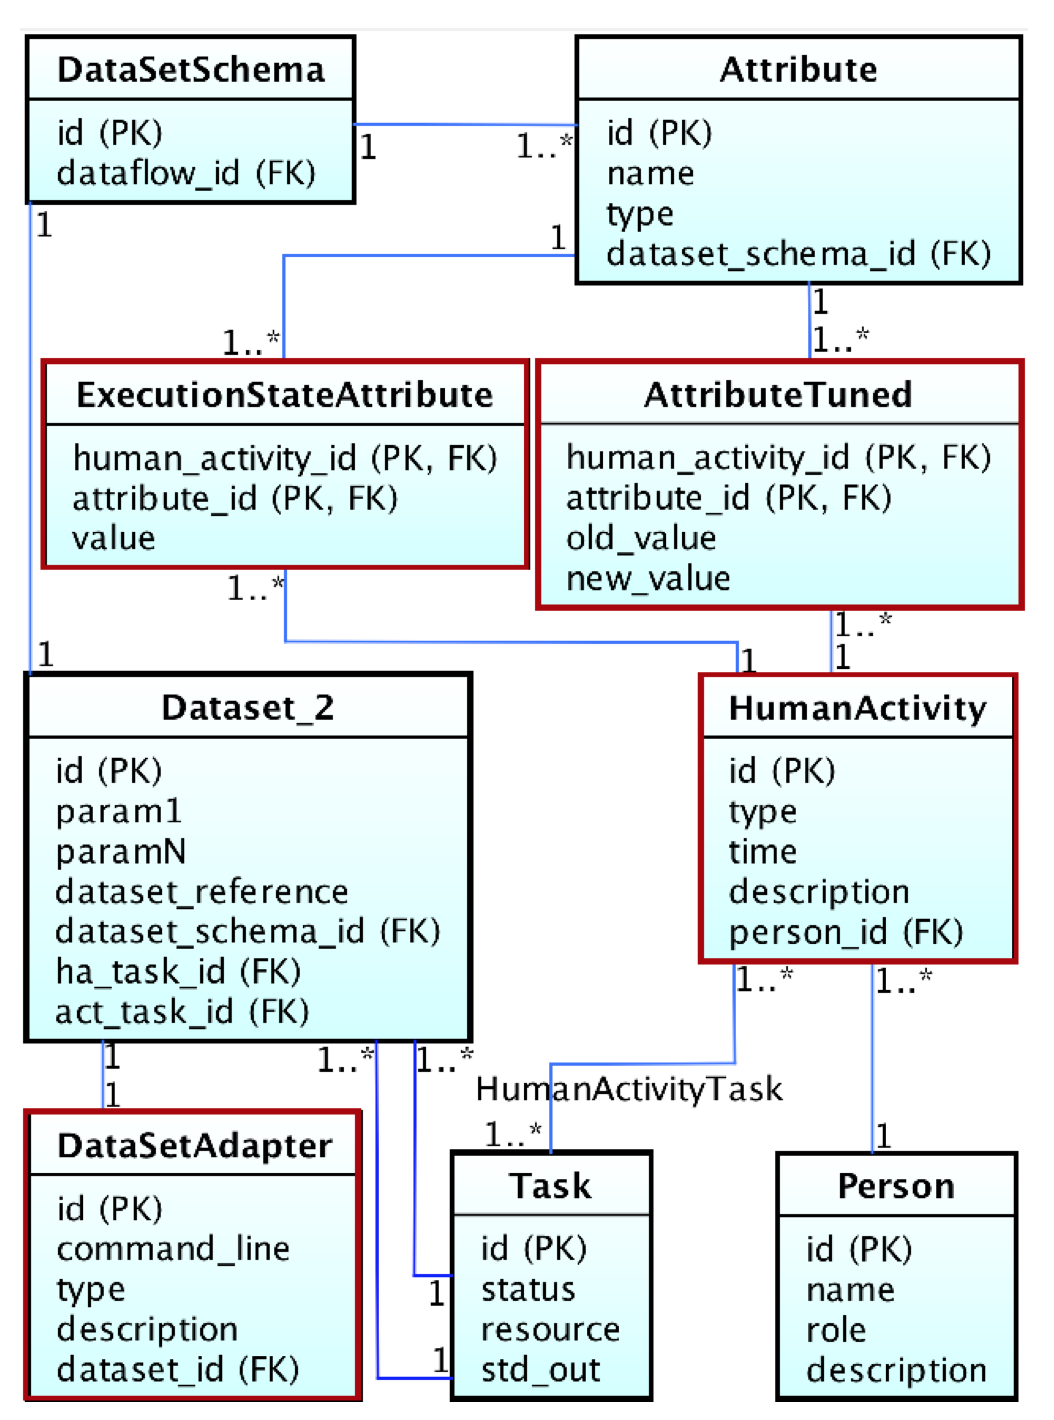 DataSetSchema
id (PK)
dataflow_id (FK)
Attribute
id (PK)
name
type
dataset_schema_id (FK)
1
1..*
1
1
1..*
1
1..*
ExecutionStateAttribute
human_activity_id (PK, FK)
attribute_id (PK, FK)
value
AttributeTuned
human_activity_id (PK, FK)
attribute_id (PK, FK)
old_value
new_value
1..*
1..*
1
1
1
Dataset_2
id (PK)
param1
paramN
dataset_reference
dataset_schema_id (FK)
ha_task_id (FK)
act_task_id (FK)
HumanActivity
id (PK)
type
time
description
person_id (FK)
1..*
1..*
1
1..*
1..*
1
HumanActivityTask
1..*
1
DataSetAdapter
id (PK)
command_line
type
description
dataset_id (FK)
Task
id (PK)
status
resource
std_out
1
1
Person
id (PK)
name
role
description